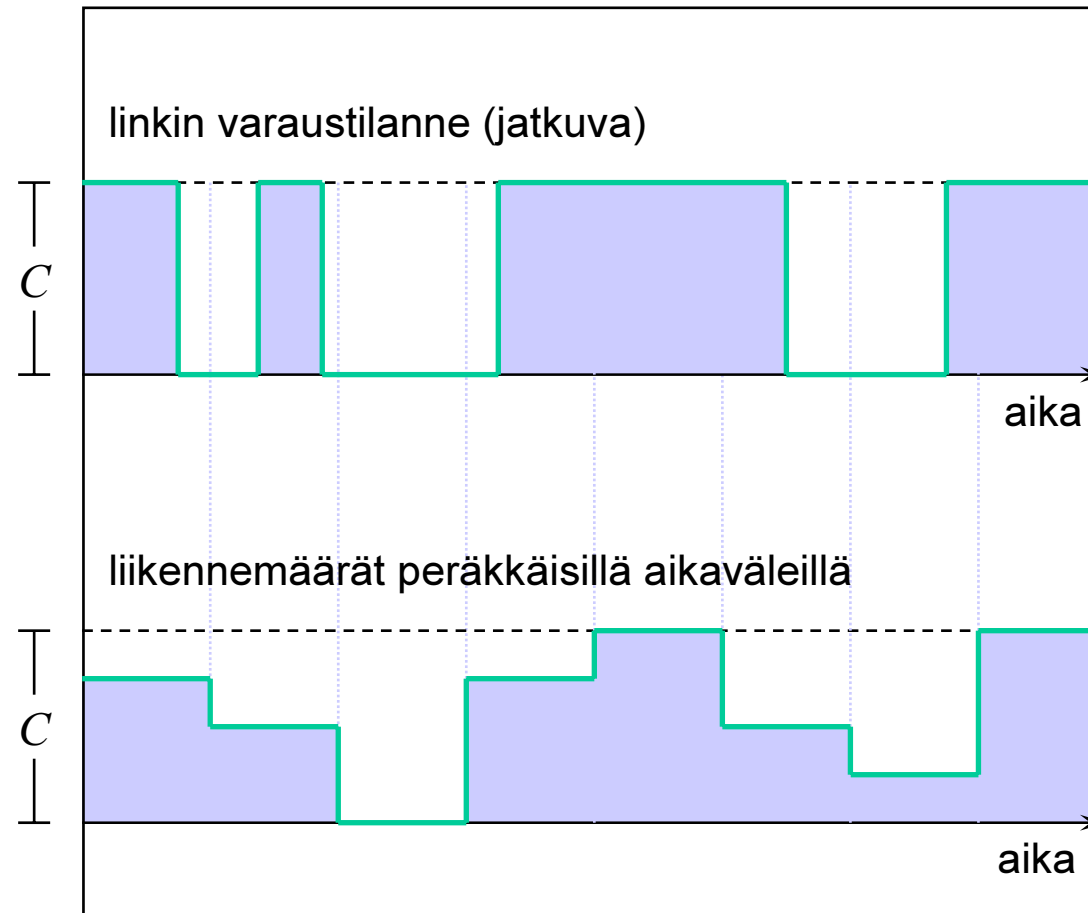 linkin varaustilanne (jatkuva)
C
aika
liikennemäärät peräkkäisillä aikaväleillä
C
aika